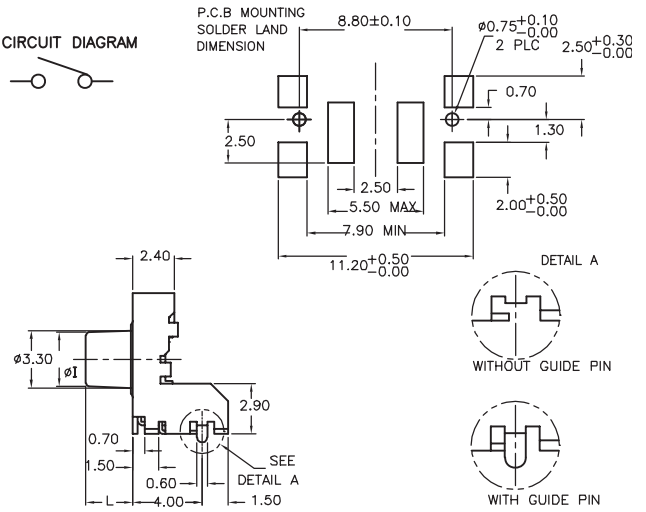 P.C.B MOUNTING
SOLDER LAND
DIMENSION
8.80±0.10
ø0.75+0.10
-0.00
2 PLC
2.50+0.30
-0.00
CIRCUIT DIAGRAM
0.70
1.30
2.50
2.50
5.50 MAX
2.00+0.50
-0.00
7.90 MIN
11.20+0.50
-0.00
2.40
DETAIL A
ø3.30
øI
WITHOUT GUIDE PIN
2.90
0.70
1.50
0.60
SEE
DETAIL A
L
4.00
1.50
WITH GUIDE PIN